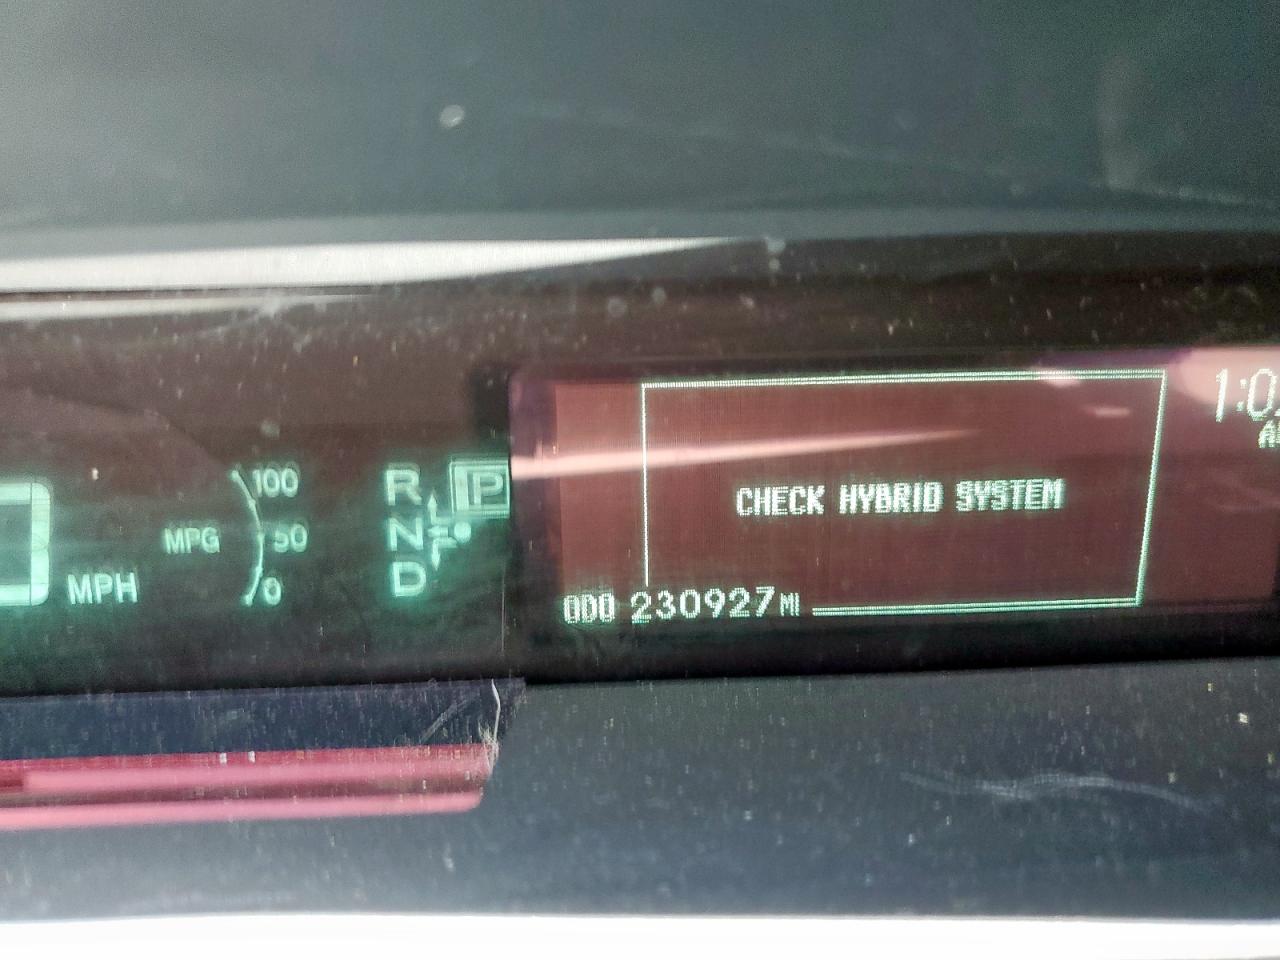 100
R P
MPG 50
N
MPH 0
D
CHECK HYBRID SYSTEM
ODO 230927 MI